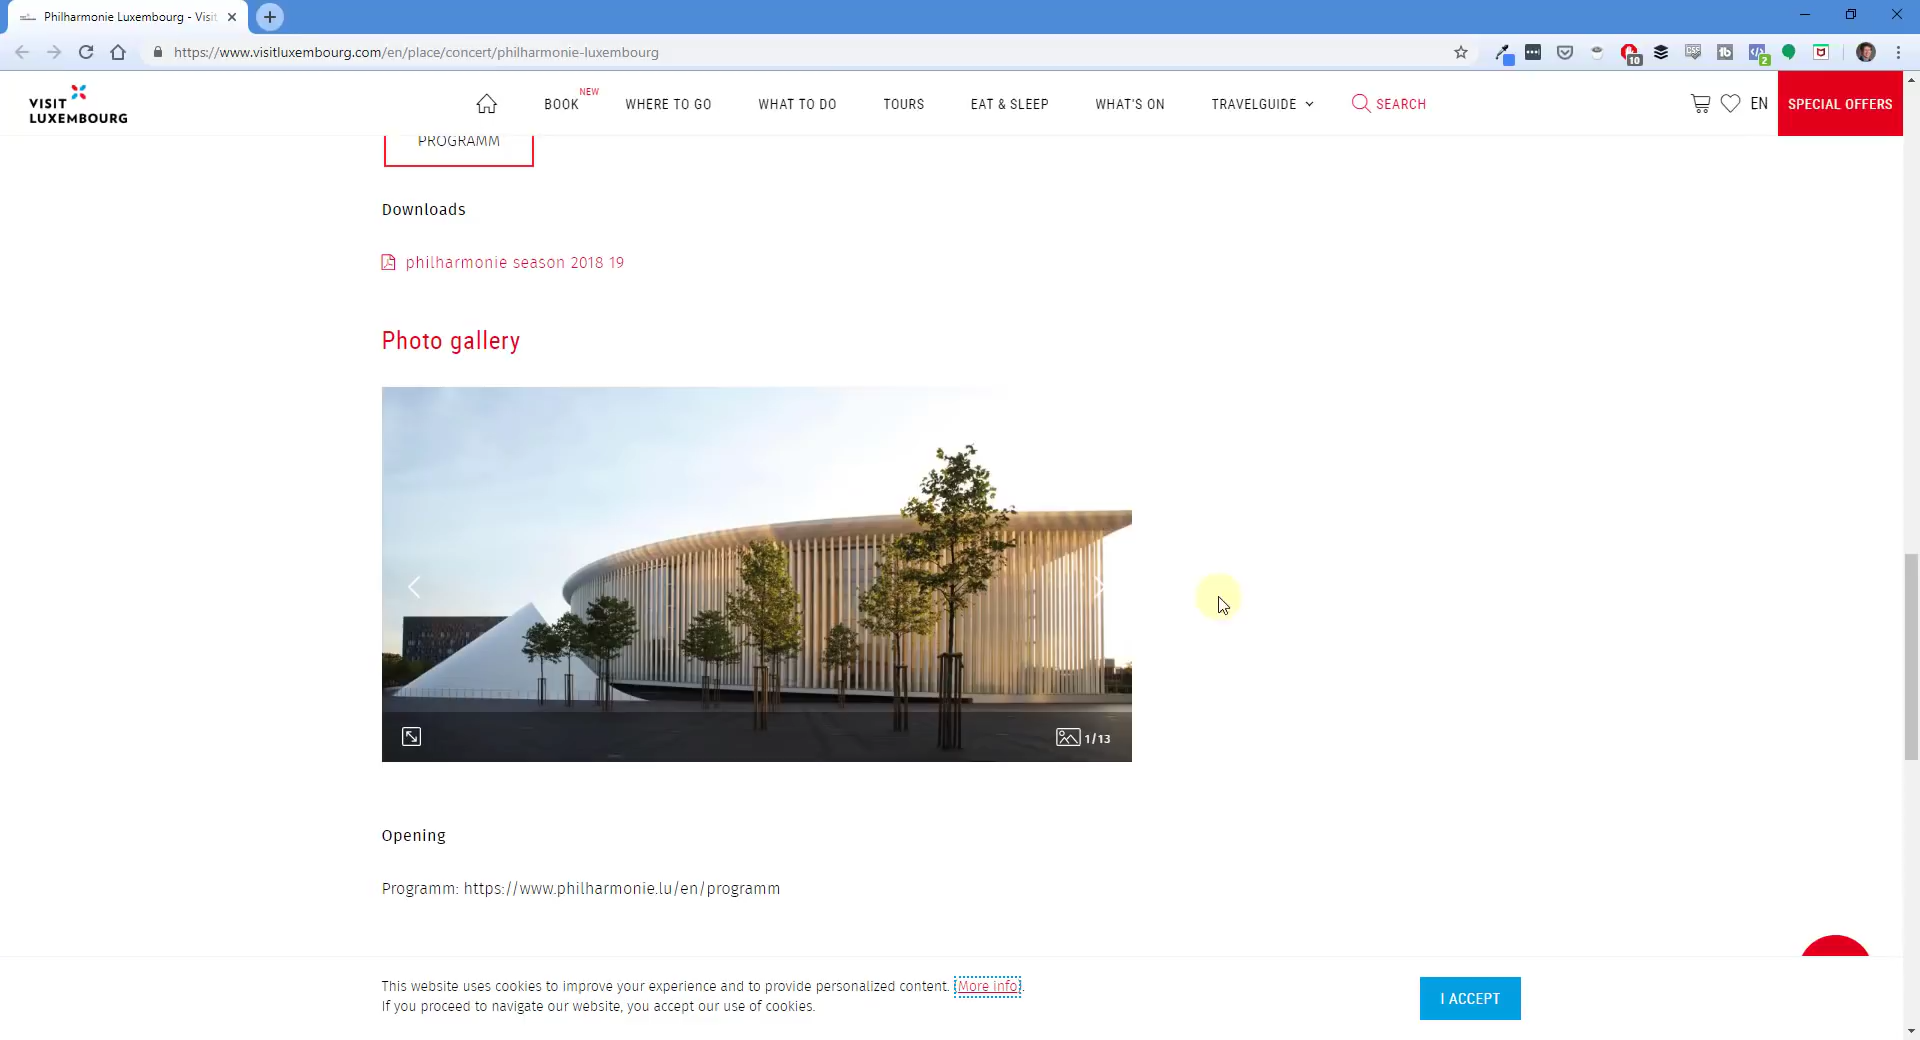 Philarmonie Luxembourg - Visit
https://www.visitluxembourg.com/en/place/concert/philharmonie-luxembourg
10
2
VISIT
LUXEMBOURG
BOOK NEW
WHERE TO GO
WHAT TO DO
TOURS
EAT & SLEEP
WHAT'S ON
TRAVELGUIDE
SEARCH
EN
SPECIAL OFFERS
PROGRAMM
Downloads
philharmonie season 2018 19
Photo gallery
1/13
Opening
Programm: https://www.philharmonie.lu/en/programm
This website uses cookies to improve your experience and to provide personalized content. [More info].
If you proceed to navigate our website, you accept our use of cookies.
I ACCEPT